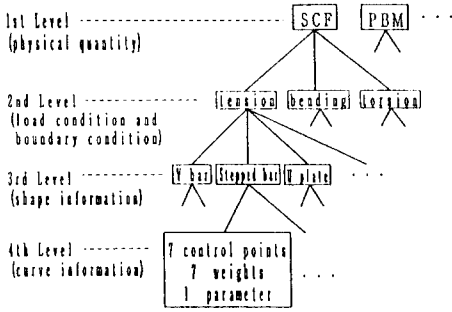 1st Level SCF PBM
(physical quantity)
2nd Level tension bending torsion
(load condition and
boundary condition)
3rd Level V bar Stepped bar U plate
(shape information)
4th Level 7 control points
(curve information) 7 weights
1 parameter